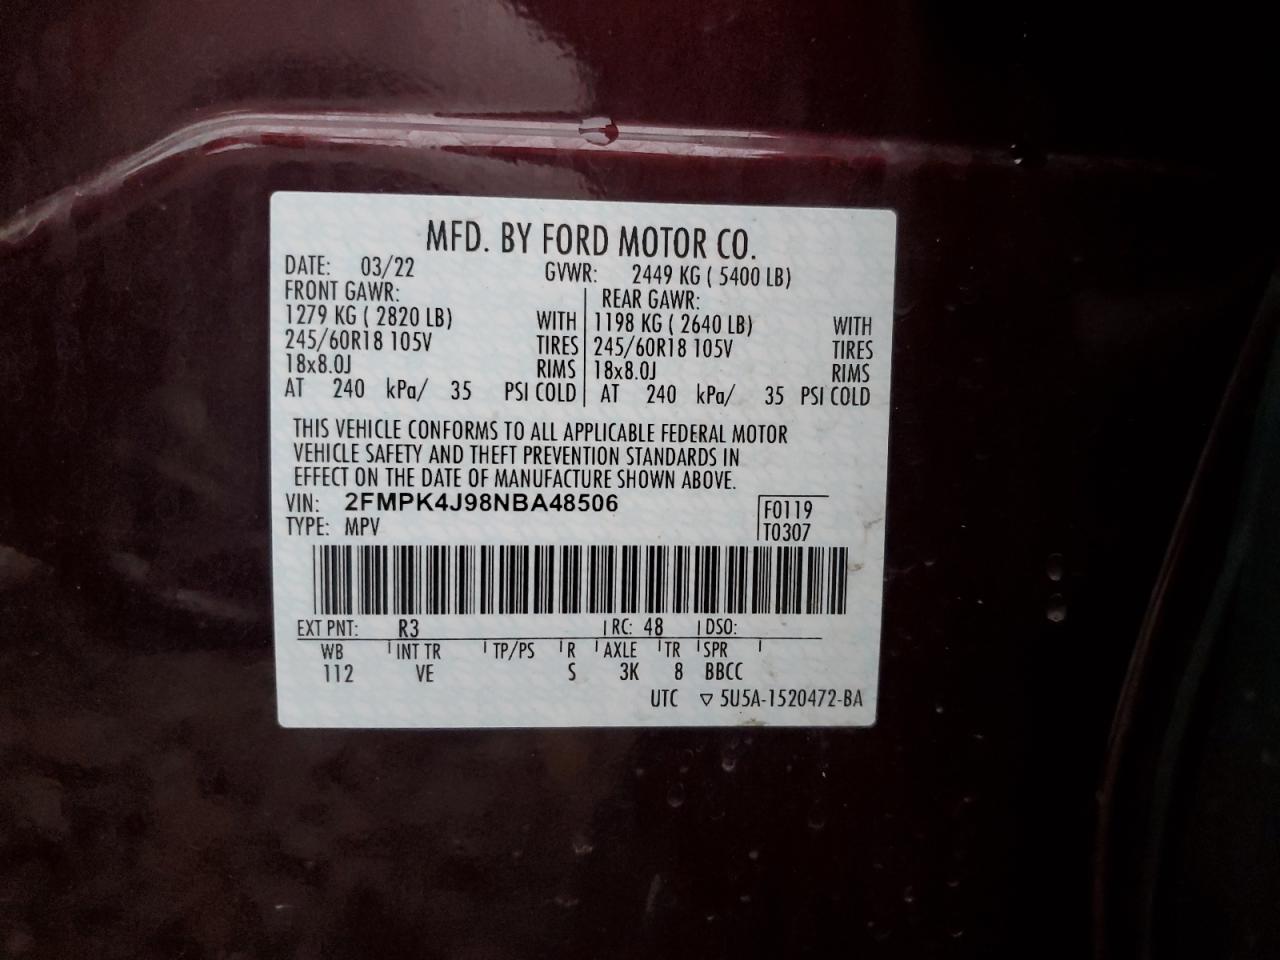 MFD. BY FORD MOTOR CO.
DATE: 03/22 GVWR: 2449 KG ( 5400 LB)
FRONT GAWR: REAR GAWR:
1279 KG ( 2820 LB) WITH 1198 KG ( 2640 LB) WITH
245/60R18 105V TIRES 245/60R18 105V TIRES
18x8.0J RIMS 18x8.0J RIMS
AT 240 kPa/ 35 PSI COLD AT 240 kPa/ 35 PSI COLD
THIS VEHICLE CONFORMS TO ALL APPLICABLE FEDERAL MOTOR
VEHICLE SAFETY AND THEFT PREVENTION STANDARDS IN
EFFECT ON THE DATE OF MANUFACTURE SHOWN ABOVE.
VIN: 2FMPK4J98NBA48506 F0119
TYPE: MPV T0307
EXT PNT: R3 RC: 48 DSO:
WB INT TR TP/PS R AXLE TR SPR
112 VE S 3K 8 BBCC
UTC ▽ 5U5A-1520472-BA